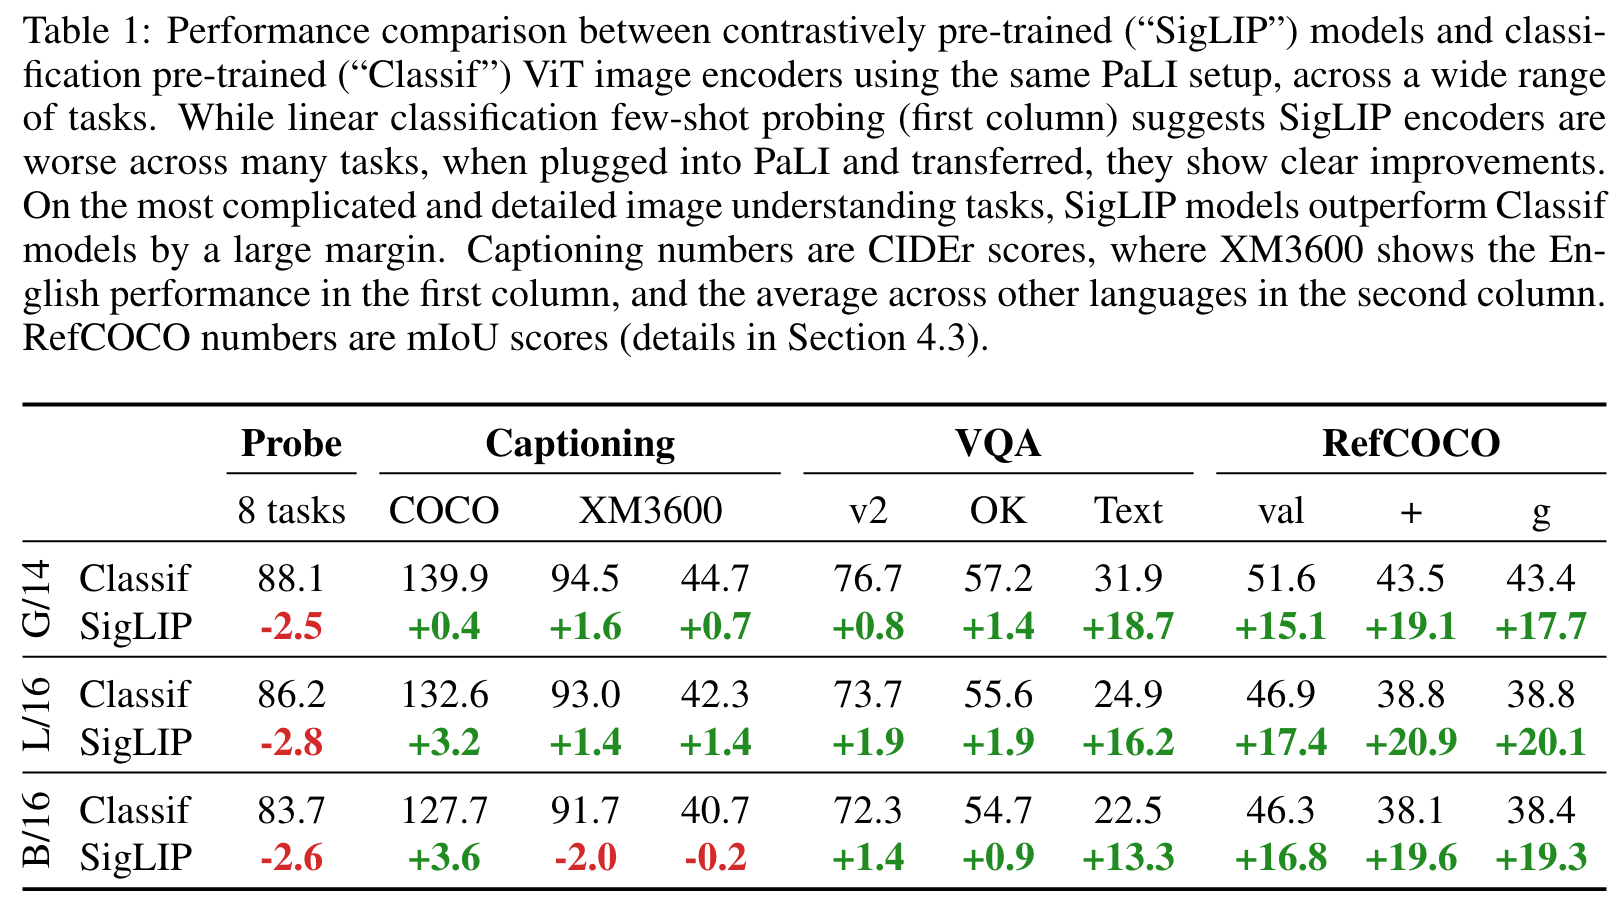 Table 1: Performance comparison between contrastively pre-trained (“SigLIP”) models and classi-
fication pre-trained (“Classif”) ViT image encoders using the same PaLI setup, across a wide range
of tasks. While linear classification few-shot probing (first column) suggests SigLIP encoders are
worse across many tasks, when plugged into PaLI and transferred, they show clear improvements.
On the most complicated and detailed image understanding tasks, SigLIP models outperform Classif
models by a large margin. Captioning numbers are CIDEr scores, where XM3600 shows the En-
glish performance in the first column, and the average across other languages in the second column.
RefCOCO numbers are mIoU scores (details in Section 4.3).
Probe Captioning VQA RefCOCO
8 tasks COCO XM3600 v2 OK Text val + g
G/14
Classif 88.1 139.9 94.5 44.7 76.7 57.2 31.9 51.6 43.5 43.4
SigLIP -2.5 +0.4 +1.6 +0.7 +0.8 +1.4 +18.7 +15.1 +19.1 +17.7
L/16
Classif 86.2 132.6 93.0 42.3 73.7 55.6 24.9 46.9 38.8 38.8
SigLIP -2.8 +3.2 +1.4 +1.4 +1.9 +1.9 +16.2 +17.4 +20.9 +20.1
B/16
Classif 83.7 127.7 91.7 40.7 72.3 54.7 22.5 46.3 38.1 38.4
SigLIP -2.6 +3.6 -2.0 -0.2 +1.4 +0.9 +13.3 +16.8 +19.6 +19.3